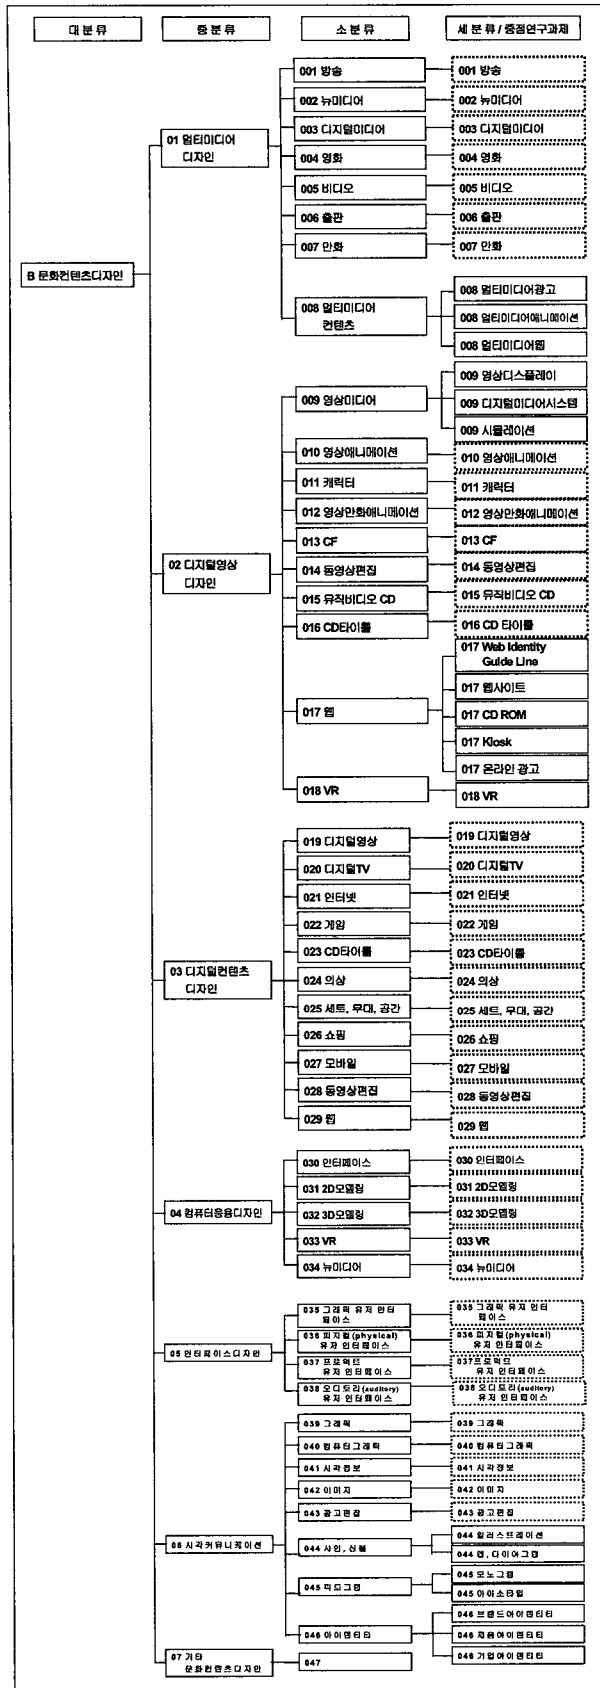 대분류 중분류 소분류 세분류 / 중점연구과제
B 문화컨텐츠디자인
01 멀티미디어
디자인
001 방송 001 방송
002 뉴미디어 002 뉴미디어
003 디지털미디어 003 디지털미디어
004 영화 004 영화
005 비디오 005 비디오
006 출판 006 출판
007 만화 007 만화
008 멀티미디어
컨텐츠
008 멀티미디어광고
008 멀티미디어애니메이션
008 멀티미디어웹
02 디지털영상
디자인
009 영상미디어
009 영상디스플레이
009 디지털미디어시스템
009 시뮬레이션
010 영상애니메이션 010 영상애니메이션
011 캐릭터 011 캐릭터
012 영상만화애니메이션 012 영상만화애니메이션
013 CF 013 CF
014 동영상편집 014 동영상편집
015 뮤직비디오 CD 015 뮤직비디오 CD
016 CD타이틀 016 CD 타이틀
017 웹
017 Web Identity
Guide Line
017 웹사이트
017 CD ROM
017 Kiosk
017 온라인 광고
018 VR 018 VR
03 디지털컨텐츠
디자인
019 디지털영상 019 디지털영상
020 디지털TV 020 디지털TV
021 인터넷 021 인터넷
022 게임 022 게임
023 CD타이틀 023 CD타이틀
024 의상 024 의상
025 세트, 무대, 공간 025 세트, 무대, 공간
026 쇼핑 026 쇼핑
027 모바일 027 모바일
028 동영상편집 028 동영상편집
029 웹 029 웹
04 컴퓨터응용디자인
030 인터페이스 030 인터페이스
031 2D모델링 031 2D모델링
032 3D모델링 032 3D모델링
033 VR 033 VR
034 뉴미디어 034 뉴미디어
05 인터페이스디자인
035 그래픽 유저 인터
페이스
035 그래픽 유저 인터
페이스
036 피지컬(physical)
유저 인터페이스
036 피지컬(physical)
유저 인터페이스
037 프로덕트
유저 인터페이스
037프로덕트
유저 인터페이스
038 오디토리(auditory)
유저 인터페이스
038 오디토리(auditory)
유저 인터페이스
06 시각커뮤니케이션
039 그래픽 039 그래픽
040 컴퓨터그래픽 040 컴퓨터그래픽
041 시각정보 041 시각정보
042 이미지 042 이미지
043 광고편집 043 광고편집
044 사인, 심볼
044 일러스트레이션
044 맵, 다이어그램
045 픽토그램
045 모노그램
045 아이소타입
046 아이덴티티
046 브랜드아이덴티티
046 제품아이덴티티
046 기업아이덴티티
07 기타
문화컨텐츠디자인
047